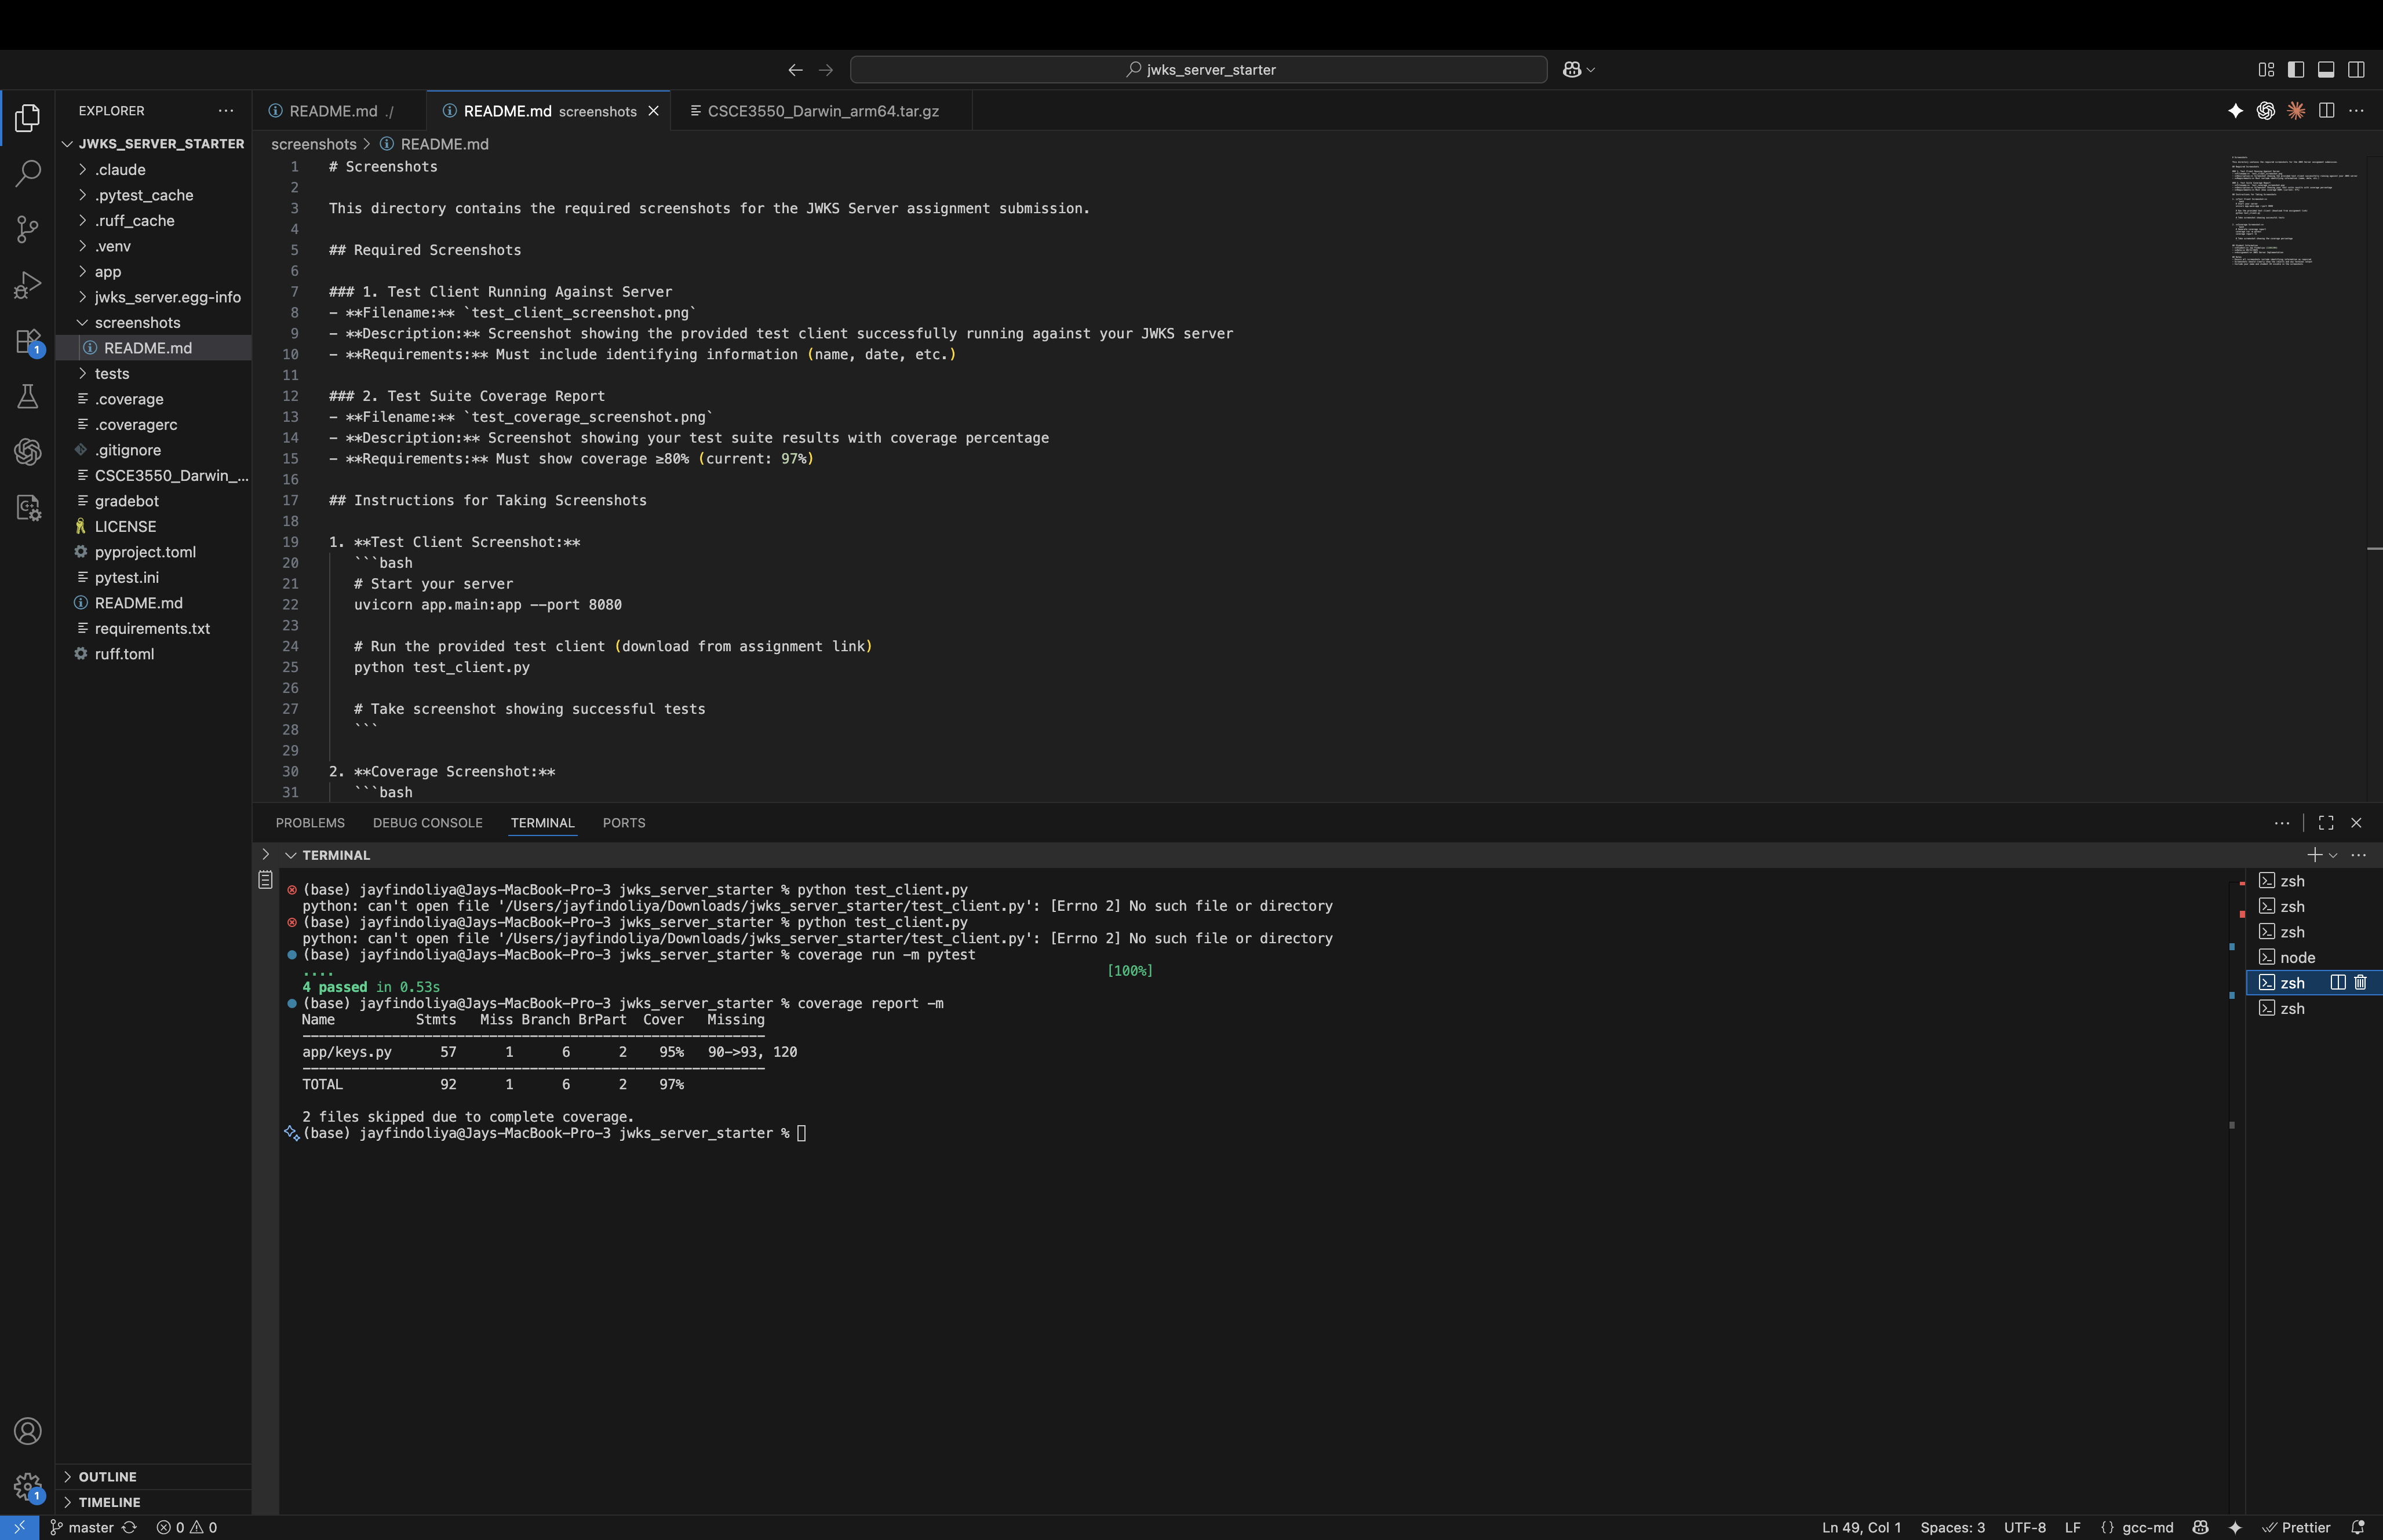 jwks_server_starter
EXPLORER
README.md ./
README.md screenshots
CSCE3550_Darwin_arm64.tar.gz
JWKS_SERVER_STARTER
.claude
.pytest_cache
.ruff_cache
.venv
app
jwks_server.egg-info
screenshots
README.md
tests
.coverage
.coveragerc
.gitignore
CSCE3550_Darwin_...
gradebot
LICENSE
pyproject.toml
pytest.ini
README.md
requirements.txt
ruff.toml
OUTLINE
TIMELINE
screenshots > README.md
1 # Screenshots
2
3 This directory contains the required screenshots for the JWKS Server assignment submission.
4
5 ## Required Screenshots
6
7 ### 1. Test Client Running Against Server
8 - **Filename:** `test_client_screenshot.png`
9 - **Description:** Screenshot showing the provided test client successfully running against your JWKS server
10 - **Requirements:** Must include identifying information (name, date, etc.)
11
12 ### 2. Test Suite Coverage Report
13 - **Filename:** `test_coverage_screenshot.png`
14 - **Description:** Screenshot showing your test suite results with coverage percentage
15 - **Requirements:** Must show coverage ≥80% (current: 97%)
16
17 ## Instructions for Taking Screenshots
18
19 1. **Test Client Screenshot:**
20 ```bash
21 # Start your server
22 uvicorn app.main:app --port 8080
23
24 # Run the provided test client (download from assignment link)
25 python test_client.py
26
27 # Take screenshot showing successful tests
28 ```
29
30 2. **Coverage Screenshot:**
31 ```bash
PROBLEMS DEBUG CONSOLE TERMINAL PORTS
TERMINAL
(base) jayfindoliya@Jays-MacBook-Pro-3 jwks_server_starter % python test_client.py
python: can't open file '/Users/jayfindoliya/Downloads/jwks_server_starter/test_client.py': [Errno 2] No such file or directory
(base) jayfindoliya@Jays-MacBook-Pro-3 jwks_server_starter % python test_client.py
python: can't open file '/Users/jayfindoliya/Downloads/jwks_server_starter/test_client.py': [Errno 2] No such file or directory
(base) jayfindoliya@Jays-MacBook-Pro-3 jwks_server_starter % coverage run -m pytest
.... [100%]
4 passed in 0.53s
(base) jayfindoliya@Jays-MacBook-Pro-3 jwks_server_starter % coverage report -m
Name Stmts Miss Branch BrPart Cover Missing
---------------------------------------------------------
app/keys.py 57 1 6 2 95% 90->93, 120
---------------------------------------------------------
TOTAL 92 1 6 2 97%
2 files skipped due to complete coverage.
(base) jayfindoliya@Jays-MacBook-Pro-3 jwks_server_starter %
zsh
zsh
zsh
node
zsh
zsh
1
1
master 0 0
Ln 49, Col 1 Spaces: 3 UTF-8 LF {} gcc-md Prettier